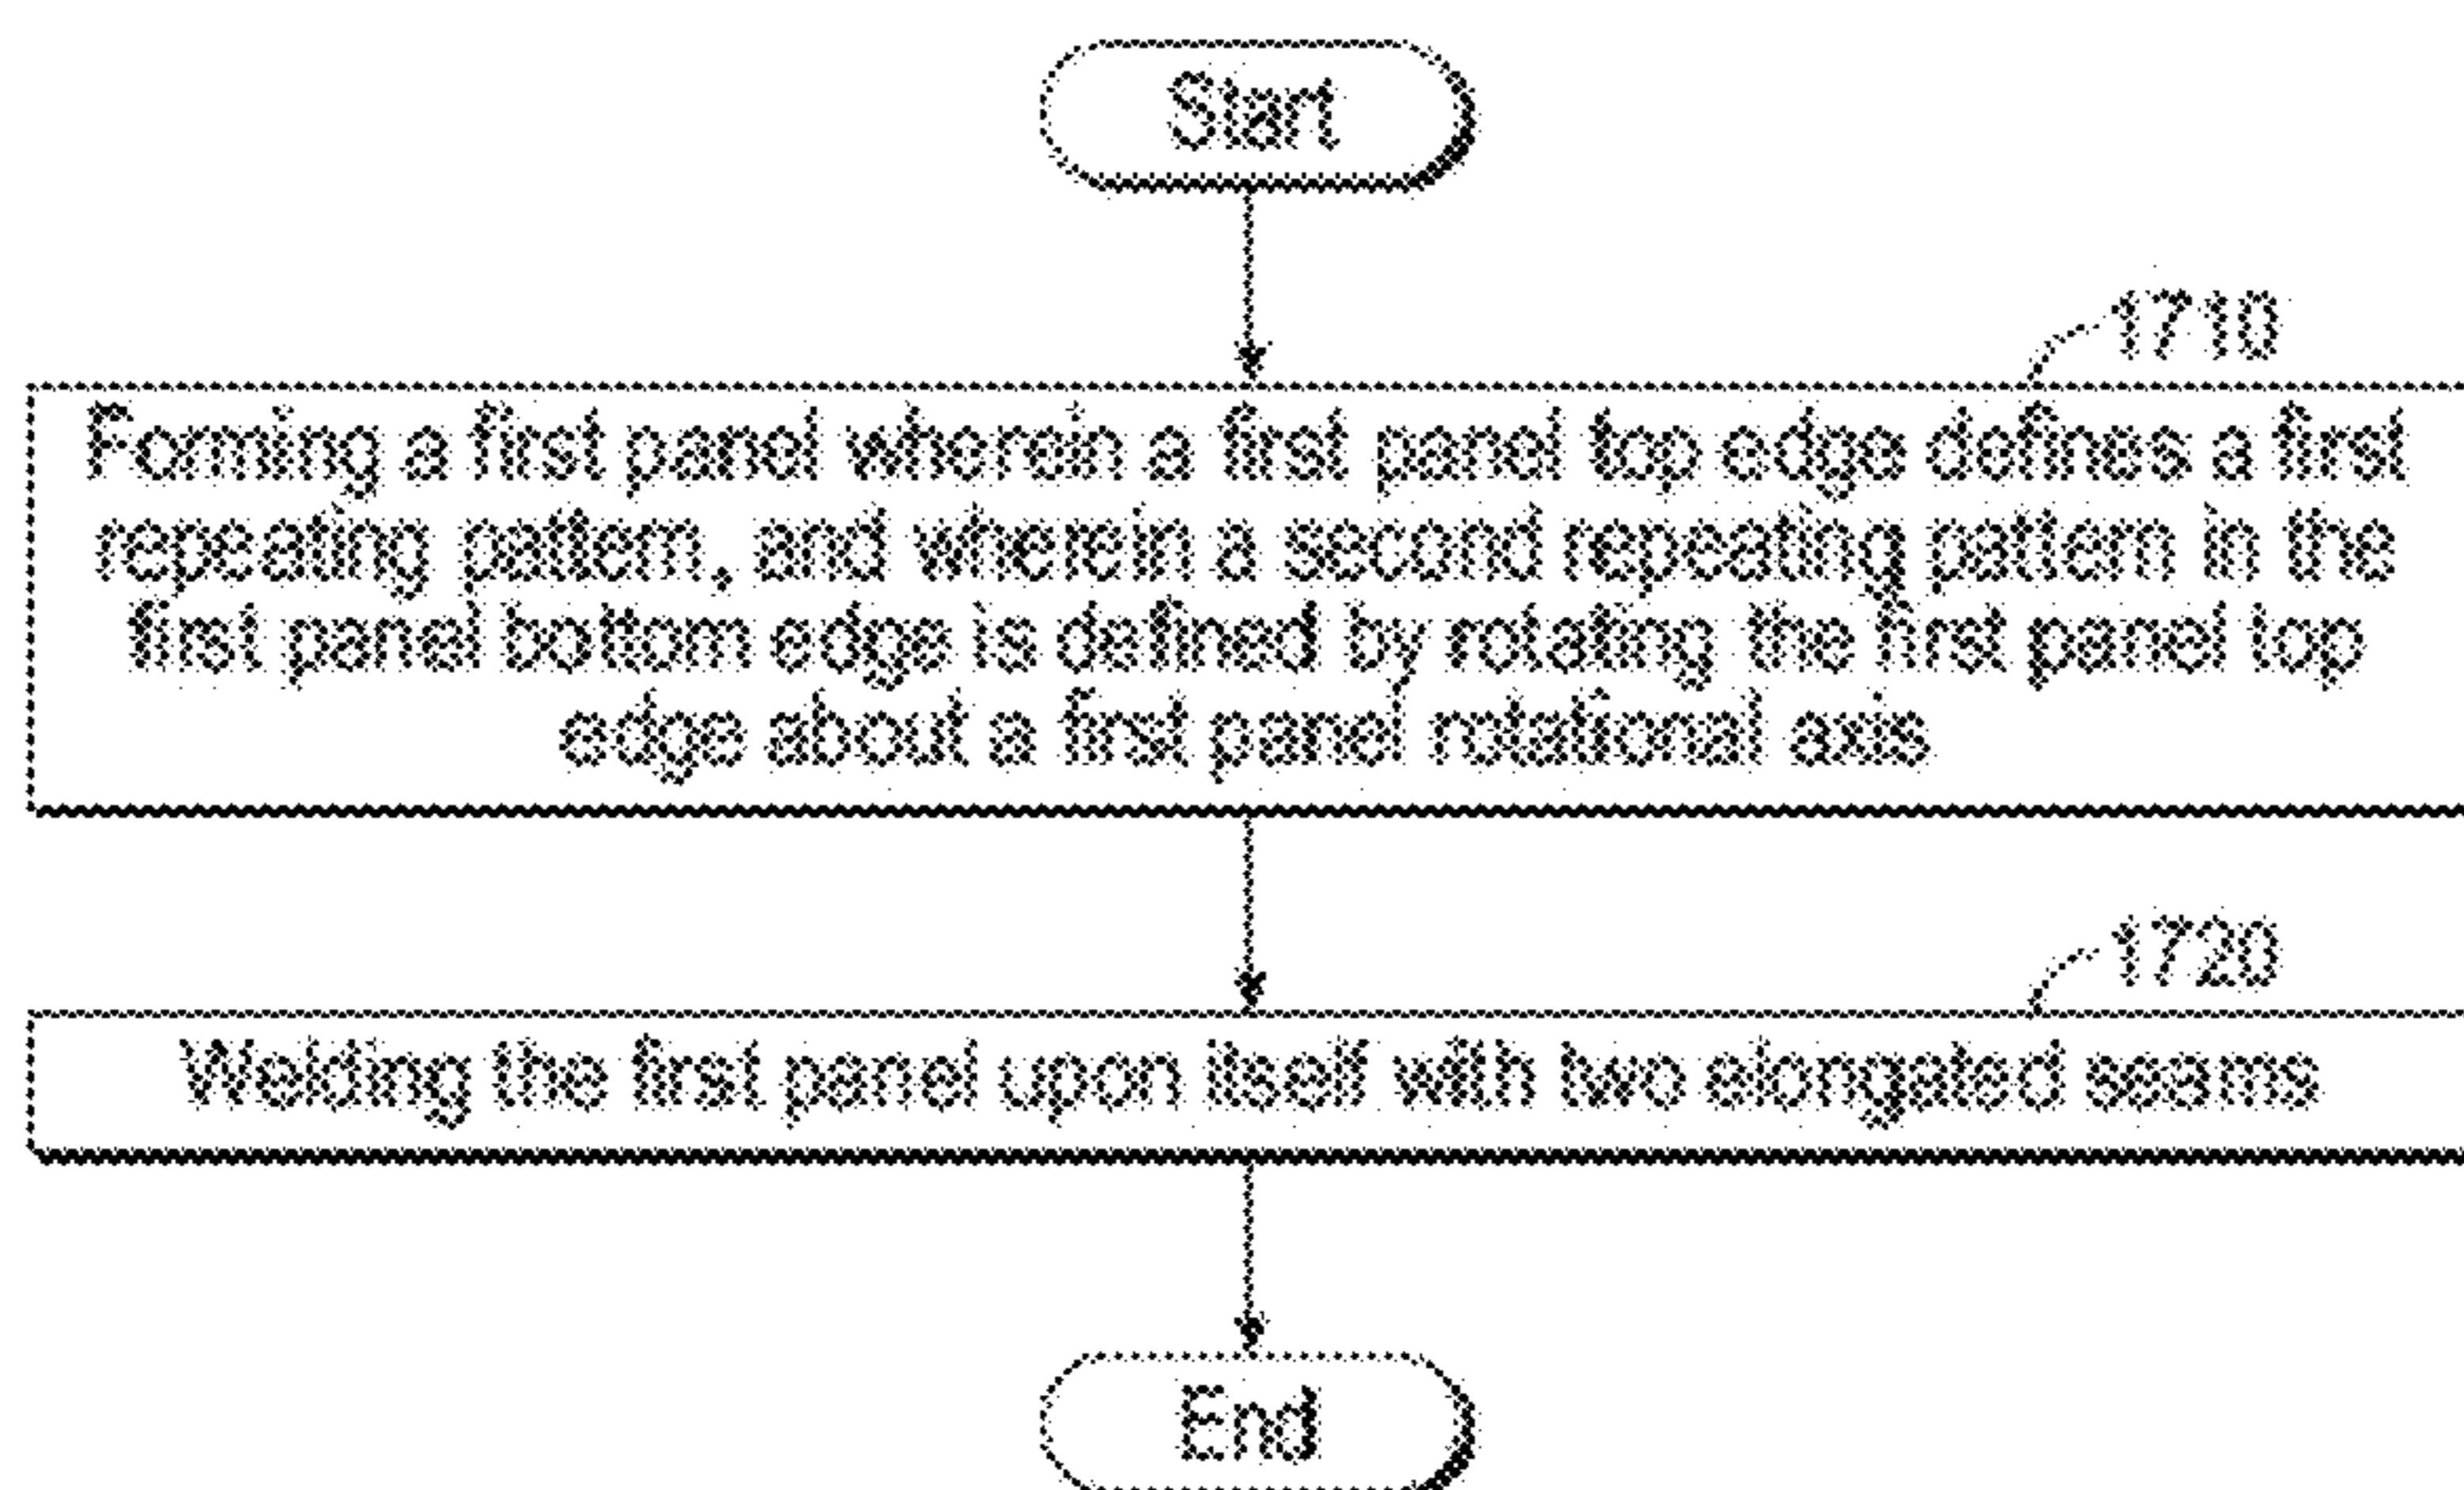 Start
1710
Forming a first panel wherein a first panel top edge defines a first
repeating pattern, and wherein a second repeating pattern in the
first panel bottom edge is defined by rotating the first panel top
edge about a first panel rotational axis
1720
Welding the first panel upon itself with two elongated seams
End